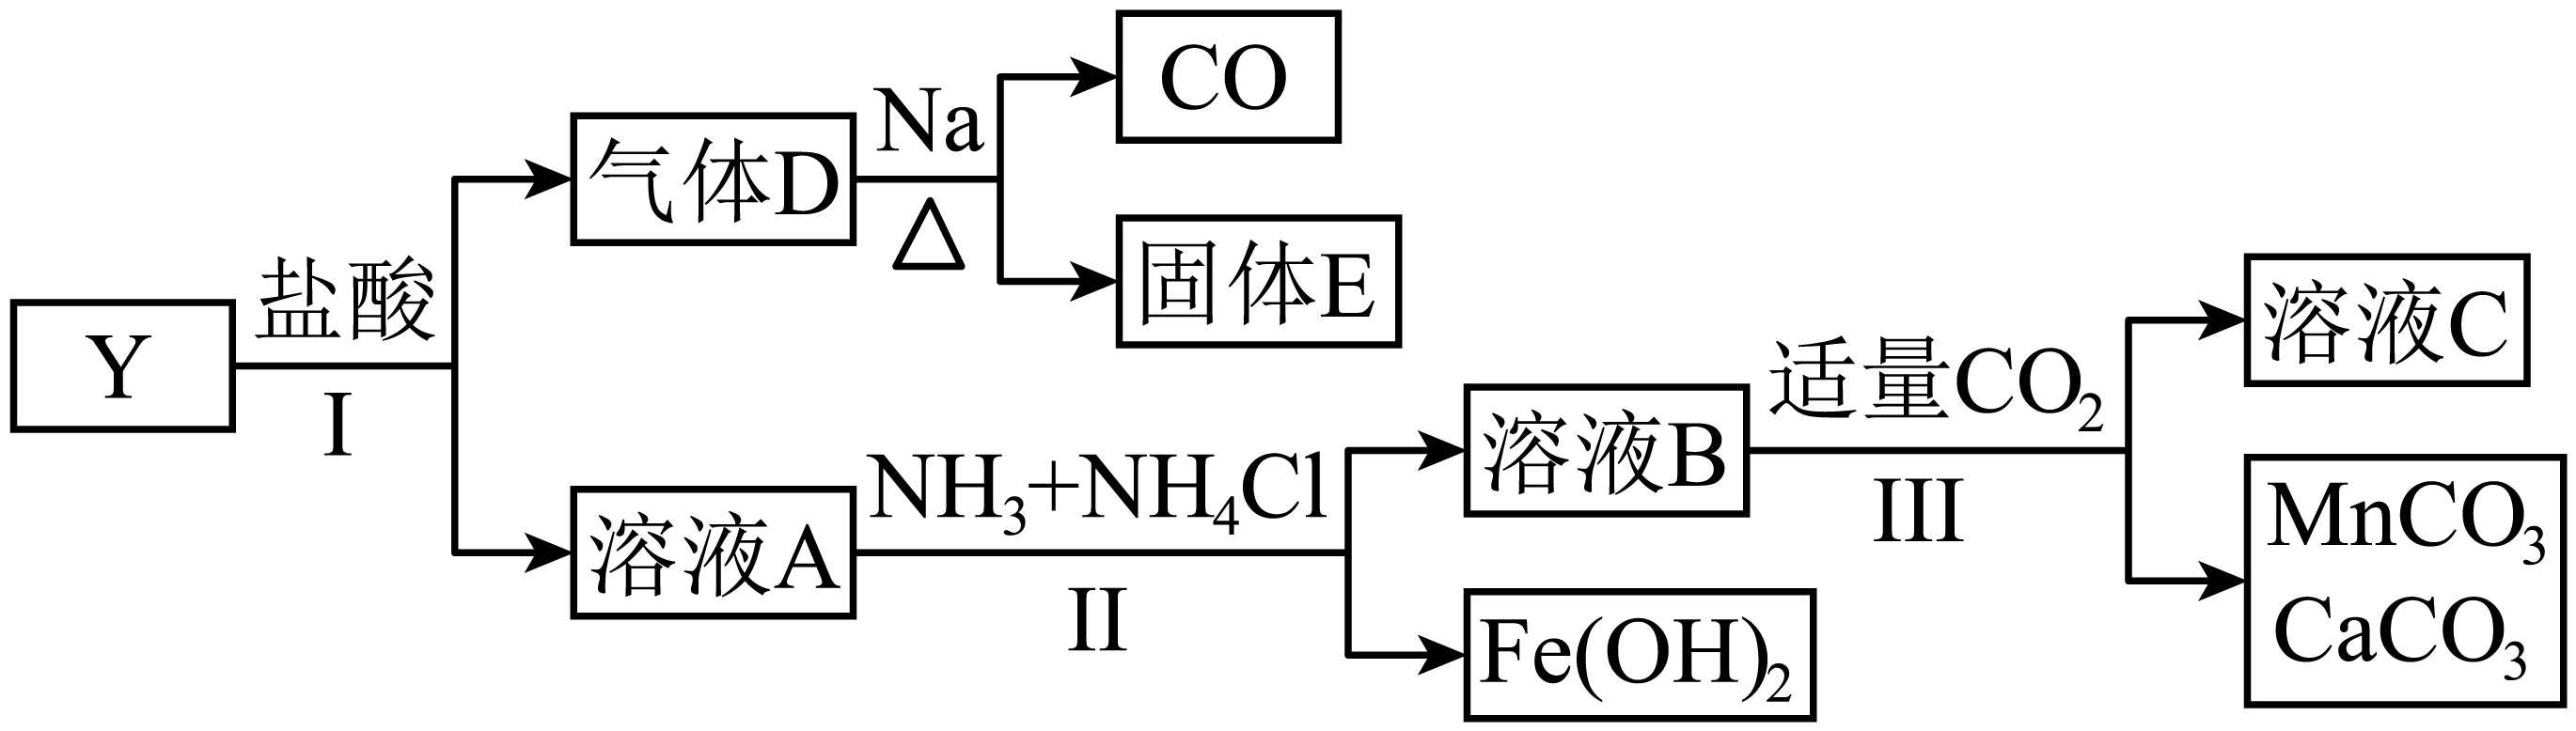 Y
盐酸
I
气体D
Na
△
CO
固体E
溶液A
NH₃+NH₄Cl
II
溶液B
Fe(OH)₂
适量CO₂
III
溶液C
MnCO₃
CaCO₃